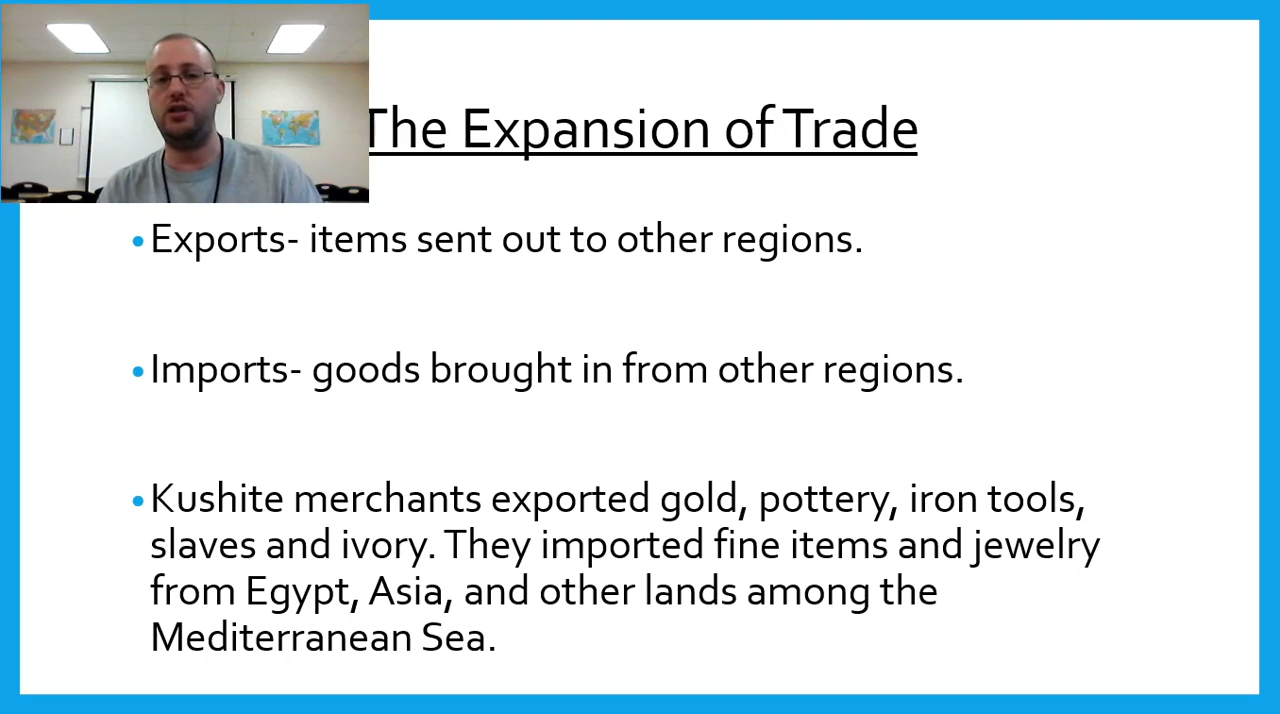 The Expansion of Trade
•Exports- items sent out to other regions.
•Imports- goods brought in from other regions.
•Kushite merchants exported gold, pottery, iron tools,
slaves and ivory. They imported fine items and jewelry
from Egypt, Asia, and other lands among the
Mediterranean Sea.